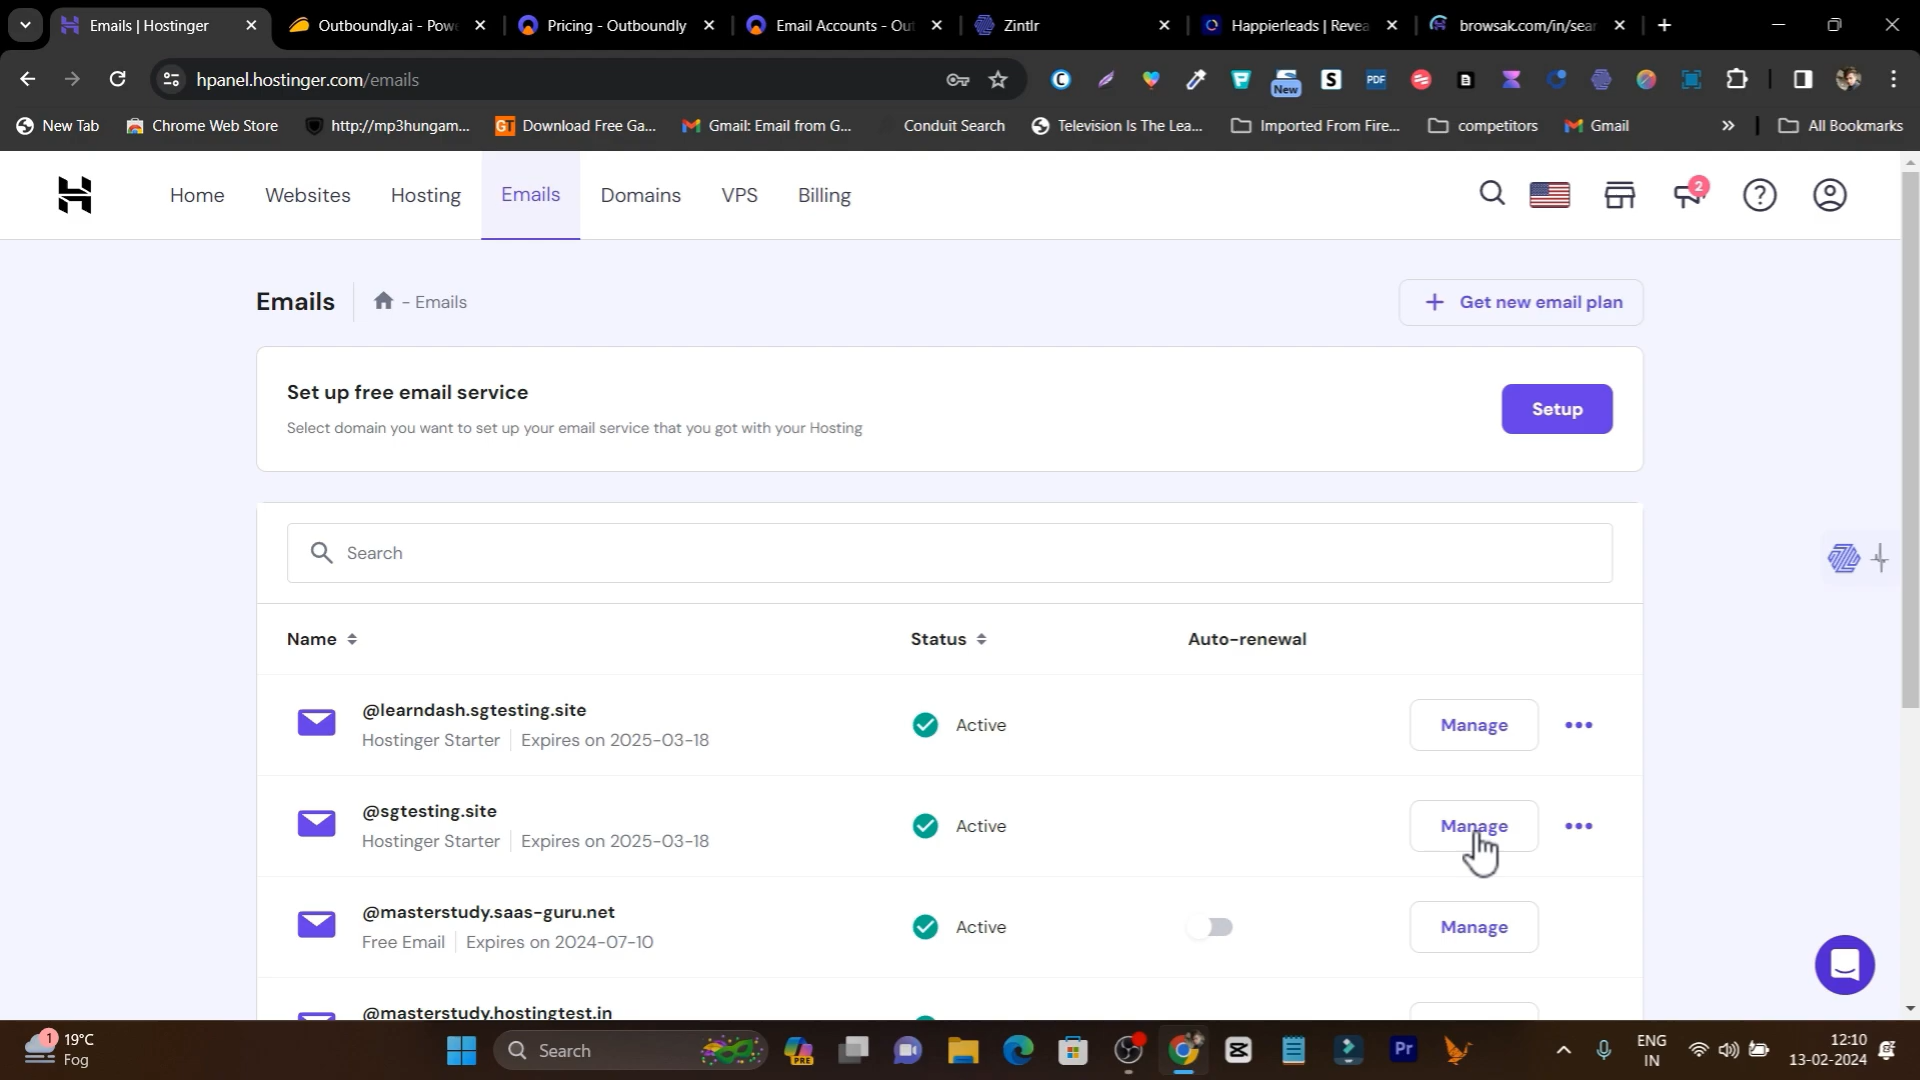 Emails | Hostinger
Outboundly.ai - Pow
Pricing - Outboundly
Email Accounts - Out
Zintlr
Happierleads | Revea
browsak.com/in/sear
hpanel.hostinger.com/emails
New
PDF
New Tab
Chrome Web Store
http://mp3hungam...
GT
Download Free Ga...
Gmail: Email from G...
Conduit Search
Television Is The Lea...
Imported From Fire...
competitors
Gmail
»
All Bookmarks
Home
Websites
Hosting
Emails
Domains
VPS
Billing
2
Emails
- Emails
+ Get new email plan
Set up free email service
Select domain you want to set up your email service that you got with your Hosting
Setup
Search
Name
Status
Auto-renewal
@learndash.sgtesting.site
Hostinger Starter
Expires on 2025-03-18
Active
Manage
@sgtesting.site
Hostinger Starter
Expires on 2025-03-18
Active
Manage
@masterstudy.saas-guru.net
Free Email
Expires on 2024-07-10
Active
Manage
@masterstudy.hostingtest.in
1
19°C
Fog
Search
PRE
Pr
ENG
IN
12:10
13-02-2024